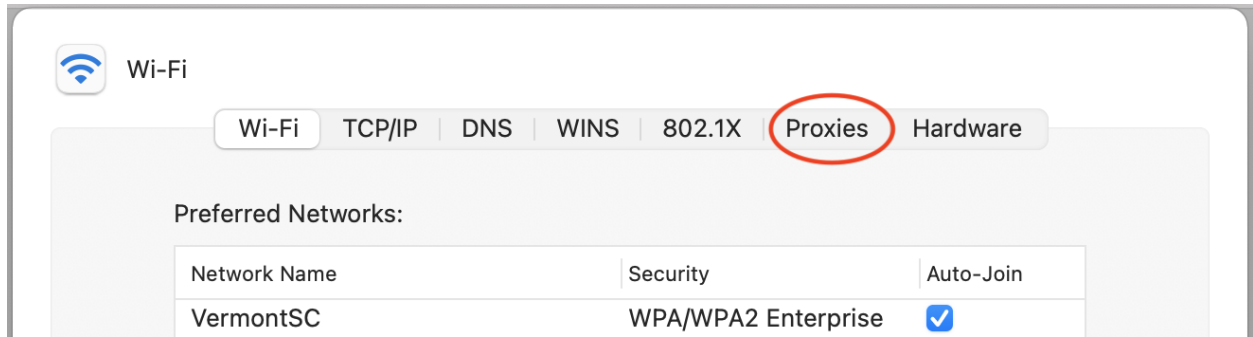 Wi-Fi
Wi-Fi TCP/IP DNS WINS 802.1X Proxies Hardware
Preferred Networks:
Network Name Security Auto-Join
VermontSC WPA/WPA2 Enterprise